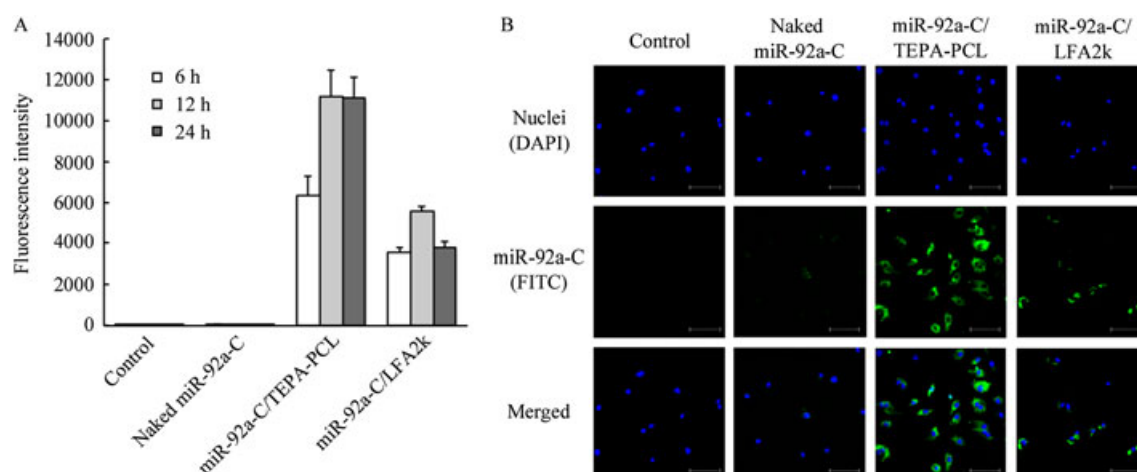 A
14000
12000
10000
8000
6000
4000
2000
0
Fluorescence intensity
6 h
12 h
24 h
Control
Naked miR-92a-C
miR-92a-C/TEPA-PCL
miR-92a-C/LFA2k
B
Control
Naked
miR-92a-C
miR-92a-C/
TEPA-PCL
miR-92a-C/
LFA2k
Nuclei
(DAPI)
miR-92a-C
(FITC)
Merged